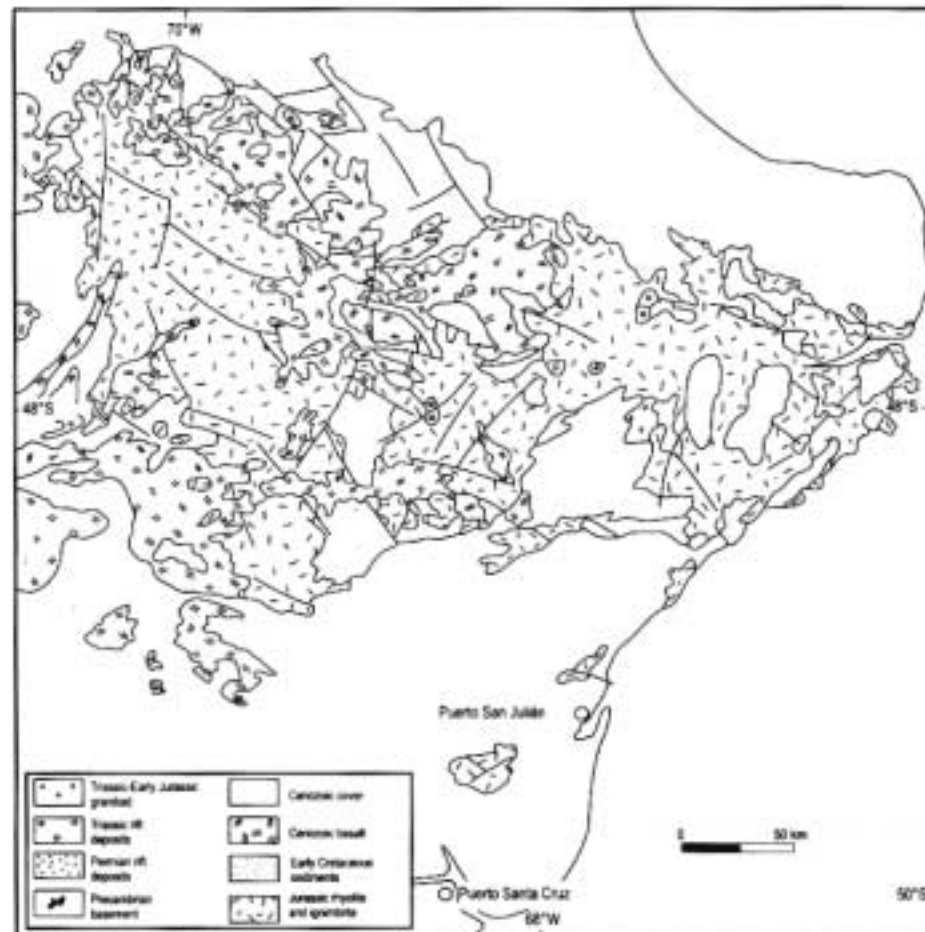 70°W
48°S
48°S
Puerto San Julián
Triassic-Early Jurassic
granitoid
Triassic rift
deposits
Permian rift
deposits
Precambrian
basement
Cenozoic cover
Cenozoic basalt
Early Cretaceous
sediments
Jurassic rhyolite
and ignimbrite
0 50 km
Puerto Santa Cruz
68°W
50°S